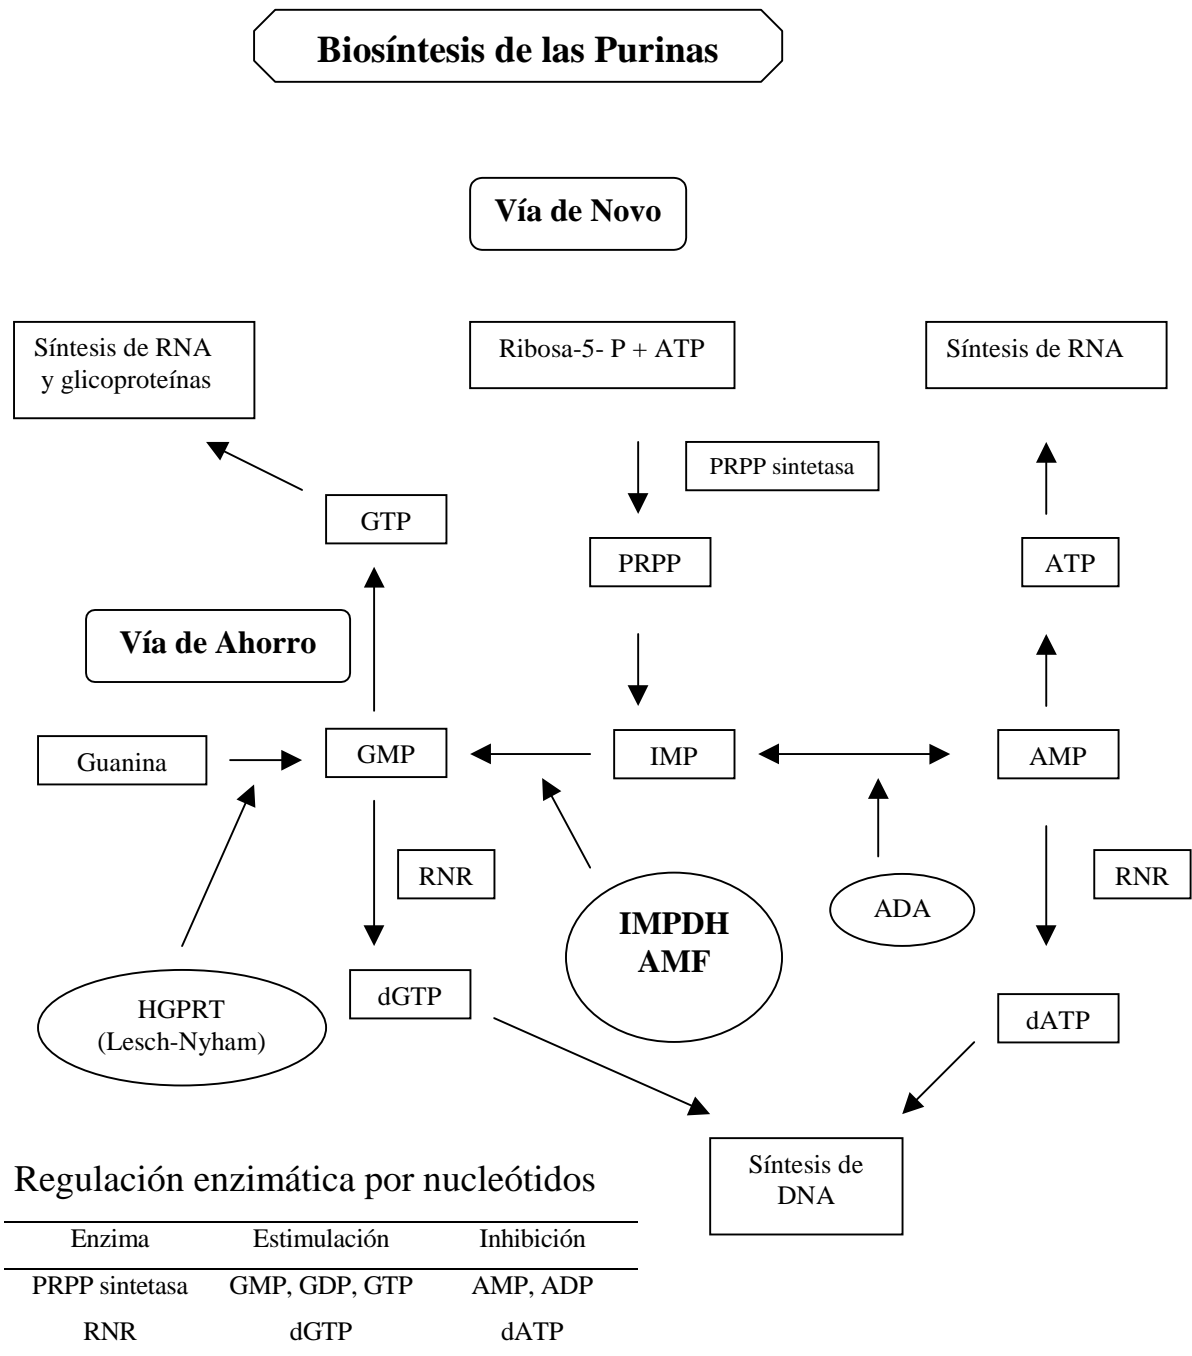 Biosíntesis de las Purinas
Vía de Novo
Síntesis de RNA
y glicoproteínas
Ribosa-5- P + ATP
Síntesis de RNA
PRPP sintetasa
GTP
PRPP
ATP
Vía de Ahorro
Guanina
GMP
IMP
AMP
RNR
RNR
IMPDH
AMF
ADA
HGPRT
(Lesch-Nyham)
dGTP
dATP
Síntesis de
DNA
Regulación enzimática por nucleótidos
Enzima Estimulación Inhibición
PRPP sintetasa GMP, GDP, GTP AMP, ADP
RNR dGTP dATP